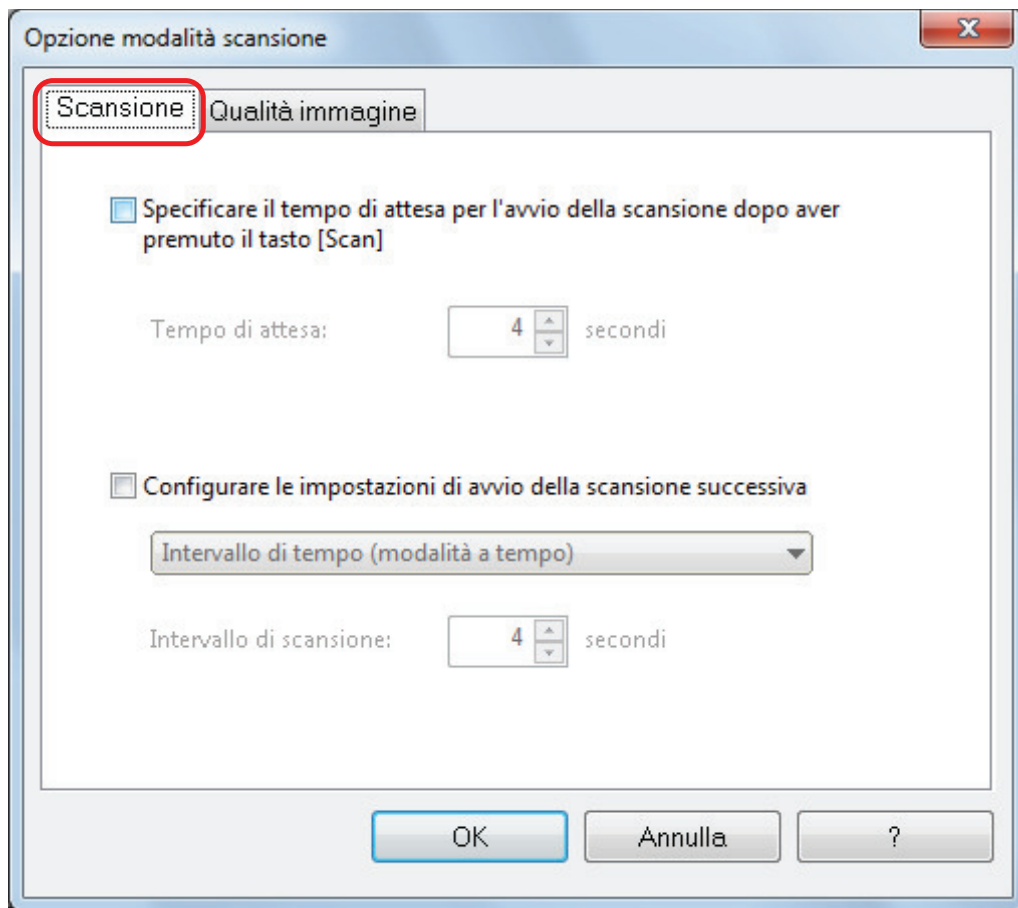 Opzione modalità scansione
Scansione Qualità immagine
Specificare il tempo di attesa per l'avvio della scansione dopo aver
premuto il tasto [Scan]
Tempo di attesa: 4 secondi
Configurare le impostazioni di avvio della scansione successiva
Intervallo di tempo (modalità a tempo)
Intervallo di scansione: 4 secondi
OK Annulla ?